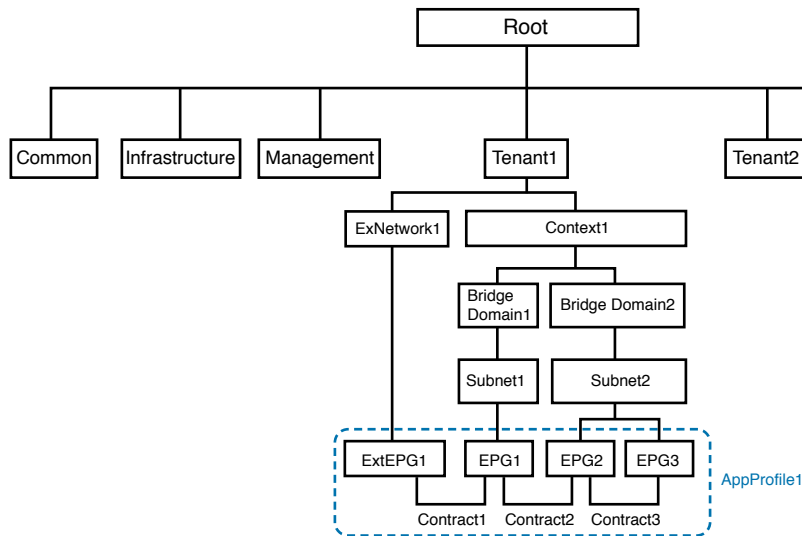 Root
Common
Infrastructure
Management
Tenant1
Tenant2
ExNetwork1
Context1
Bridge
Domain1
Bridge Domain2
Subnet1
Subnet2
ExtEPG1
EPG1
EPG2
EPG3
AppProfile1
Contract1
Contract2
Contract3